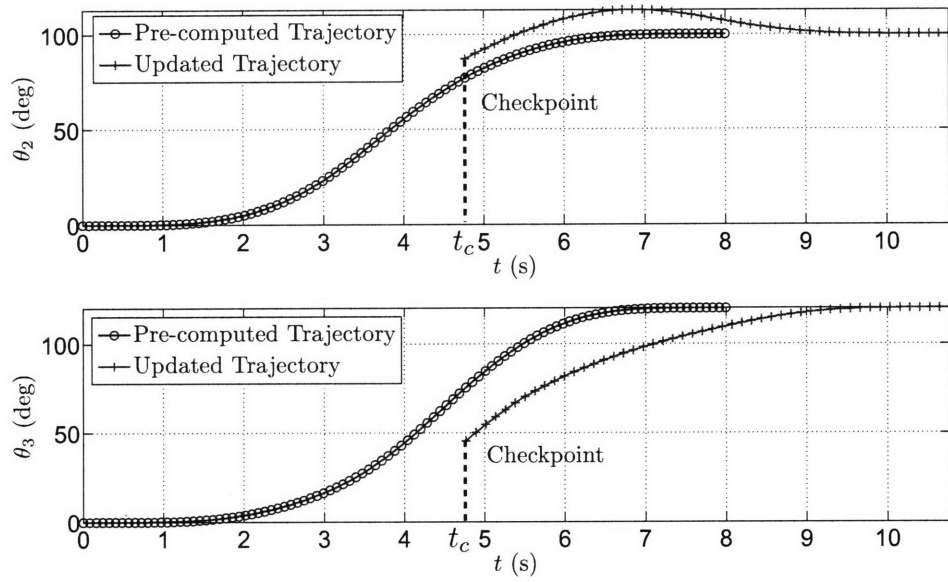 Pre-computed Trajectory
Updated Trajectory
Checkpoint
θ₂ (deg)
100
50
0
0 1 2 3 4 t_c 5 6 7 8 9 10
t (s)
Pre-computed Trajectory
Updated Trajectory
Checkpoint
θ₃ (deg)
100
50
0
0 1 2 3 4 t_c 5 6 7 8 9 10
t (s)